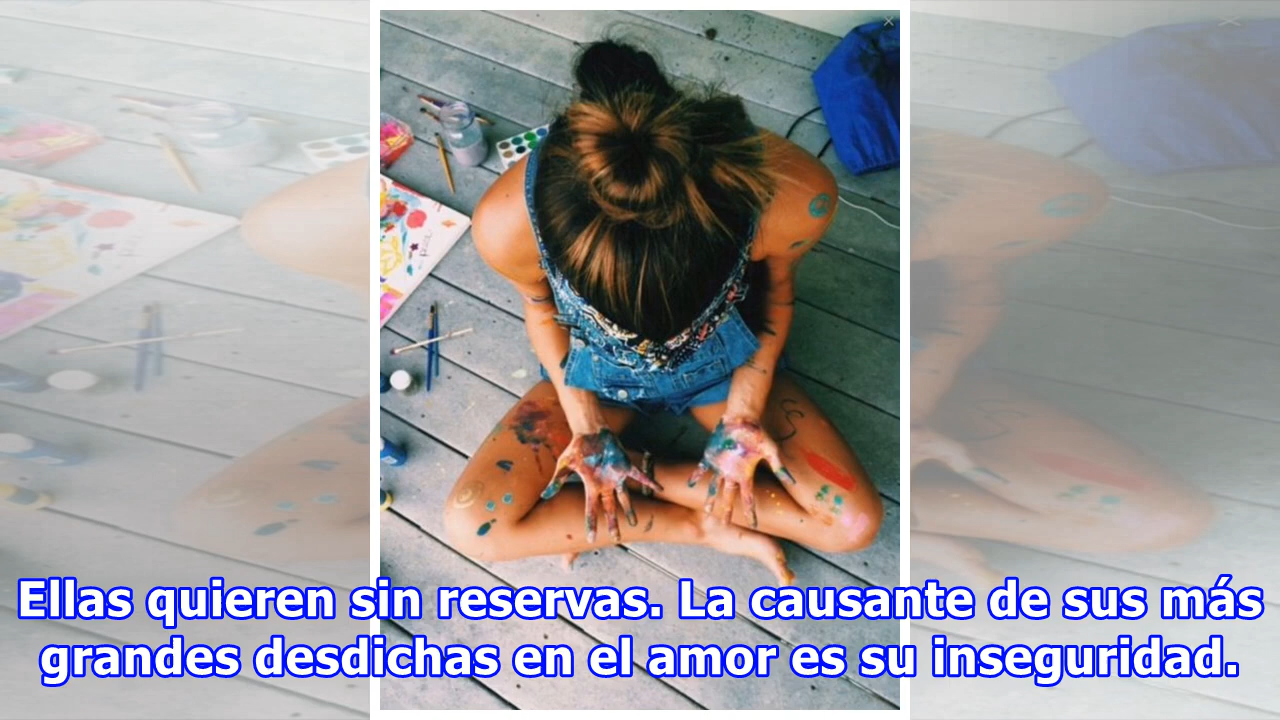 Ellas quieren sin reservas. La causante de sus más
grandes desdichas en el amor es su inseguridad.